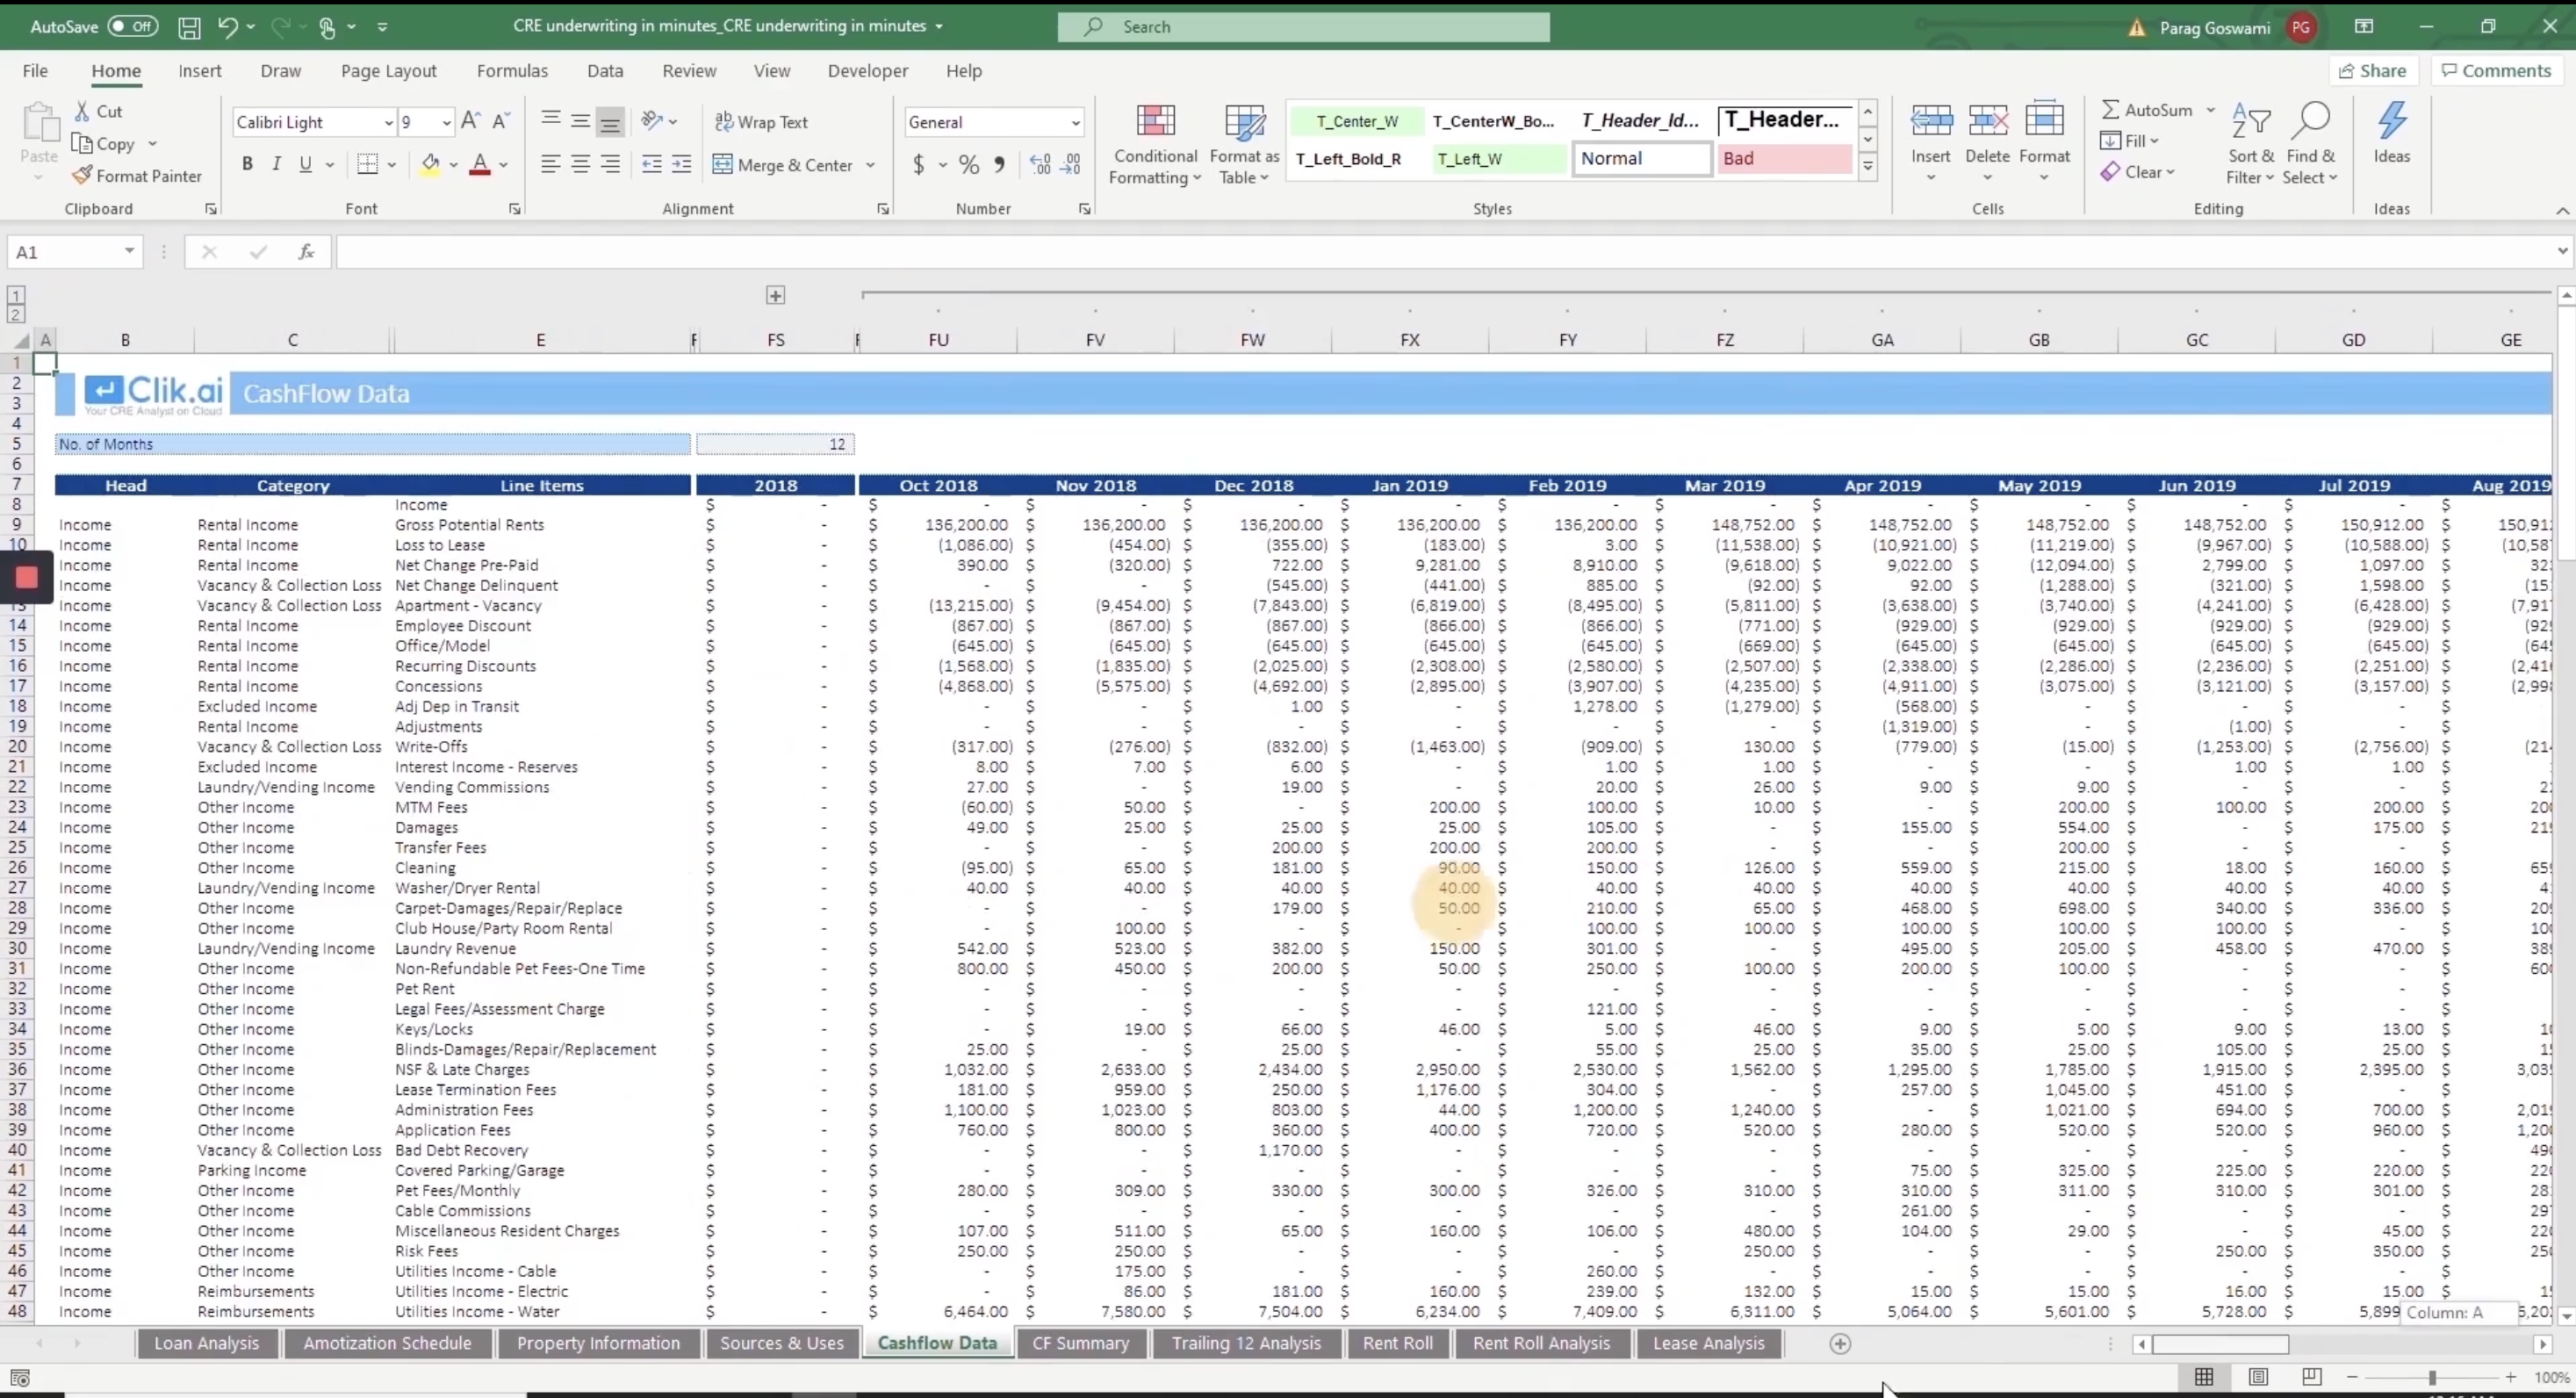 AutoSave Off CRE underwriting in minutes_CRE underwriting in minutes Search Parag Goswami PG
File Home Insert Draw Page Layout Formulas Data Review View Developer Help Share Comments
Paste Cut Copy Format Painter
Calibri Light 9 B I U A
Wrap Text Merge & Center
General $ %
Conditional Formatting Format as Table
T_Center_W T_CenterW_Bo... T_Header_Id... T_Header...
T_Left_Bold_R T_Left_W Normal Bad
Insert Delete Format
AutoSum Fill Clear Sort & Filter Find & Select Ideas
Clipboard Font Alignment Number Styles Cells Editing Ideas
A1 fx
1
2
A B C E F FS F FU FV FW FX FY FZ GA GB GC GD GE
1
2 Clik.ai CashFlow Data
3 Your CRE Analyst on Cloud
4
5 No. of Months 12
6
7 Head Category Line Items 2018 Oct 2018 Nov 2018 Dec 2018 Jan 2019 Feb 2019 Mar 2019 Apr 2019 May 2019 Jun 2019 Jul 2019 Aug 2019
8 Income $ - $ - $ - $ - $ - $ - $ - $ - $ - $ - $ - $
9 Income Rental Income Gross Potential Rents $ - $ 136,200.00 $ 136,200.00 $ 136,200.00 $ 136,200.00 $ 136,200.00 $ 148,752.00 $ 148,752.00 $ 148,752.00 $ 148,752.00 $ 150,912.00 $
10 Income Rental Income Loss to Lease $ - $ (1,086.00) $ (454.00) $ (355.00) $ (183.00) $ 3.00 $ (11,538.00) $ (10,921.00) $ (11,219.00) $ (9,967.00) $ (10,588.00) $
Income Rental Income Net Change Pre-Paid $ - $ 390.00 $ (320.00) $ 722.00 $ 9,281.00 $ 8,910.00 $ (9,618.00) $ 9,022.00 $ (12,094.00) $ 2,799.00 $ 1,097.00 $
Income Vacancy & Collection Loss Net Change Delinquent $ - $ - $ - $ (545.00) $ (441.00) $ 885.00 $ (92.00) $ 92.00 $ (1,288.00) $ (321.00) $ 1,598.00 $
13 Income Vacancy & Collection Loss Apartment - Vacancy $ - $ (13,215.00) $ (9,454.00) $ (7,843.00) $ (6,819.00) $ (8,495.00) $ (5,811.00) $ (3,638.00) $ (3,740.00) $ (4,241.00) $ (6,428.00) $
14 Income Rental Income Employee Discount $ - $ (867.00) $ (867.00) $ (867.00) $ (866.00) $ (866.00) $ (771.00) $ (929.00) $ (929.00) $ (929.00) $ (929.00) $
15 Income Rental Income Office/Model $ - $ (645.00) $ (645.00) $ (645.00) $ (645.00) $ (645.00) $ (669.00) $ (645.00) $ (645.00) $ (645.00) $ (645.00) $
16 Income Rental Income Recurring Discounts $ - $ (1,568.00) $ (1,835.00) $ (2,025.00) $ (2,308.00) $ (2,580.00) $ (2,507.00) $ (2,338.00) $ (2,286.00) $ (2,236.00) $ (2,251.00) $
17 Income Rental Income Concessions $ - $ (4,868.00) $ (5,575.00) $ (4,692.00) $ (2,895.00) $ (3,907.00) $ (4,235.00) $ (4,911.00) $ (3,075.00) $ (3,121.00) $ (3,157.00) $
18 Income Excluded Income Adj Dep in Transit $ - $ - $ - $ 1.00 $ - $ 1,278.00 $ (1,279.00) $ (568.00) $ - $ - $ - $
19 Income Rental Income Adjustments $ - $ - $ - $ - $ - $ - $ - $ (1,319.00) $ - $ (1.00) $ - $
20 Income Vacancy & Collection Loss Write-Offs $ - $ (317.00) $ (276.00) $ (832.00) $ (1,463.00) $ (909.00) $ 130.00 $ (779.00) $ (15.00) $ (1,253.00) $ (2,756.00) $
21 Income Excluded Income Interest Income - Reserves $ - $ 8.00 $ 7.00 $ 6.00 $ - $ 1.00 $ 1.00 $ - $ - $ 1.00 $ 1.00 $
22 Income Laundry/Vending Income Vending Commissions $ - $ 27.00 $ - $ 19.00 $ - $ 20.00 $ 26.00 $ 9.00 $ 9.00 $ - $ - $
23 Income Other Income MTM Fees $ - $ (60.00) $ 50.00 $ - $ 200.00 $ 100.00 $ 10.00 $ - $ 200.00 $ 100.00 $ 200.00 $
24 Income Other Income Damages $ - $ 49.00 $ 25.00 $ 25.00 $ 25.00 $ 105.00 $ - $ 155.00 $ 554.00 $ - $ 175.00 $
25 Income Other Income Transfer Fees $ - $ - $ - $ 200.00 $ 200.00 $ 200.00 $ - $ - $ 200.00 $ - $ - $
26 Income Other Income Cleaning $ - $ (95.00) $ 65.00 $ 181.00 $ 90.00 $ 150.00 $ 126.00 $ 559.00 $ 215.00 $ 18.00 $ 160.00 $
27 Income Laundry/Vending Income Washer/Dryer Rental $ - $ 40.00 $ 40.00 $ 40.00 $ 40.00 $ 40.00 $ 40.00 $ 40.00 $ 40.00 $ 40.00 $ 40.00 $
28 Income Other Income Carpet-Damages/Repair/Replace $ - $ - $ - $ 179.00 $ 50.00 $ 210.00 $ 65.00 $ 468.00 $ 698.00 $ 340.00 $ 336.00 $
29 Income Other Income Club House/Party Room Rental $ - $ - $ 100.00 $ - $ - $ 100.00 $ 100.00 $ 100.00 $ 100.00 $ 100.00 $ - $
30 Income Laundry/Vending Income Laundry Revenue $ - $ 542.00 $ 523.00 $ 382.00 $ 150.00 $ 301.00 $ - $ 495.00 $ 205.00 $ 458.00 $ 470.00 $
31 Income Other Income Non-Refundable Pet Fees-One Time $ - $ 800.00 $ 450.00 $ 200.00 $ 50.00 $ 250.00 $ 100.00 $ 200.00 $ 100.00 $ - $ - $
32 Income Other Income Pet Rent $ - $ - $ - $ - $ - $ - $ - $ - $ - $ - $ - $
33 Income Other Income Legal Fees/Assessment Charge $ - $ - $ - $ - $ - $ 121.00 $ - $ - $ - $ - $ - $
34 Income Other Income Keys/Locks $ - $ - $ 19.00 $ 66.00 $ 46.00 $ 5.00 $ 46.00 $ 9.00 $ 5.00 $ 9.00 $ 13.00 $
35 Income Other Income Blinds-Damages/Repair/Replacement $ - $ 25.00 $ - $ 25.00 $ - $ 55.00 $ 25.00 $ 35.00 $ 25.00 $ 105.00 $ 25.00 $
36 Income Other Income NSF & Late Charges $ - $ 1,032.00 $ 2,633.00 $ 2,434.00 $ 2,950.00 $ 2,530.00 $ 1,562.00 $ 1,295.00 $ 1,785.00 $ 1,915.00 $ 2,395.00 $
37 Income Other Income Lease Termination Fees $ - $ 181.00 $ 959.00 $ 250.00 $ 1,176.00 $ 304.00 $ - $ 257.00 $ 1,045.00 $ 451.00 $ - $
38 Income Other Income Administration Fees $ - $ 1,100.00 $ 1,023.00 $ 803.00 $ 44.00 $ 1,200.00 $ 1,240.00 $ - $ 1,021.00 $ 694.00 $ 700.00 $
39 Income Other Income Application Fees $ - $ 760.00 $ 800.00 $ 360.00 $ 400.00 $ 720.00 $ 520.00 $ 280.00 $ 520.00 $ 520.00 $ 960.00 $
40 Income Vacancy & Collection Loss Bad Debt Recovery $ - $ - $ - $ 1,170.00 $ - $ - $ - $ - $ - $ - $ - $
41 Income Parking Income Covered Parking/Garage $ - $ - $ - $ - $ - $ - $ - $ 75.00 $ 325.00 $ 225.00 $ 220.00 $
42 Income Other Income Pet Fees/Monthly $ - $ 280.00 $ 309.00 $ 330.00 $ 300.00 $ 326.00 $ 310.00 $ 310.00 $ 311.00 $ 310.00 $ 301.00 $
43 Income Other Income Cable Commissions $ - $ - $ - $ - $ - $ - $ - $ 261.00 $ - $ - $ - $
44 Income Other Income Miscellaneous Resident Charges $ - $ 107.00 $ 511.00 $ 65.00 $ 160.00 $ 106.00 $ 480.00 $ 104.00 $ 29.00 $ - $ 45.00 $
45 Income Other Income Risk Fees $ - $ 250.00 $ 250.00 $ - $ - $ - $ 250.00 $ - $ - $ 250.00 $ 350.00 $
46 Income Other Income Utilities Income - Cable $ - $ - $ 175.00 $ - $ - $ 260.00 $ - $ - $ - $ - $ - $
47 Income Reimbursements Utilities Income - Electric $ - $ - $ 86.00 $ 181.00 $ 160.00 $ 239.00 $ 132.00 $ 15.00 $ 15.00 $ 16.00 $ 15.00 $
48 Income Reimbursements Utilities Income - Water $ - $ 6,464.00 $ 7,580.00 $ 7,504.00 $ 6,234.00 $ 7,409.00 $ 6,311.00 $ 5,064.00 $ 5,601.00 $ 5,728.00 $ 5,899 Column: A
Loan Analysis Amotization Schedule Property Information Sources & Uses Cashflow Data CF Summary Trailing 12 Analysis Rent Roll Rent Roll Analysis Lease Analysis
100%